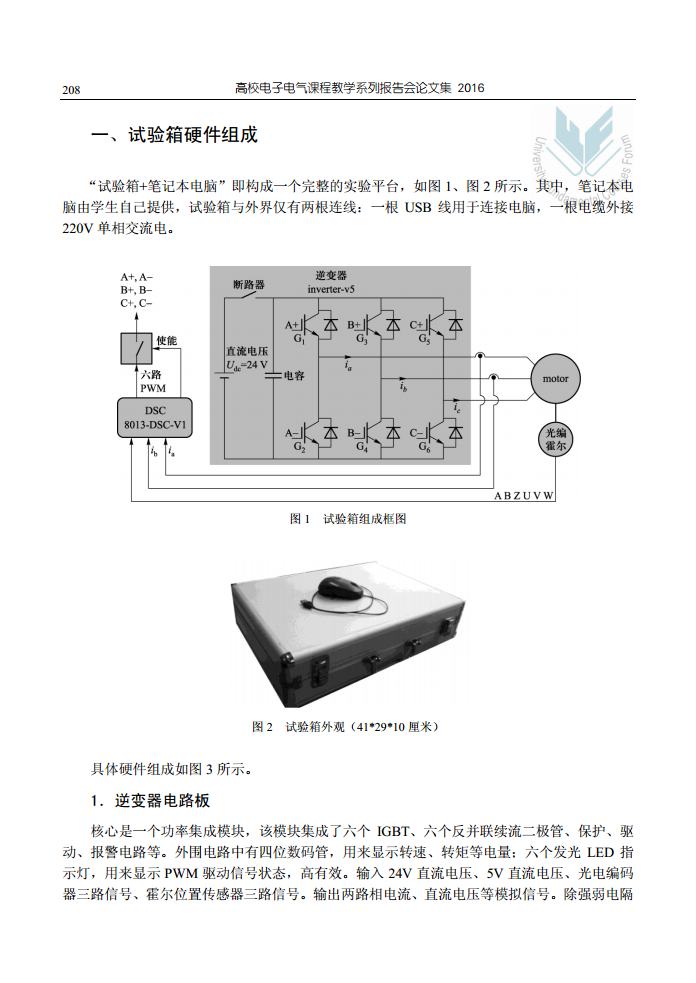 208
高校电子电气课程教学系列报告会论文集 2016
一、试验箱硬件组成
“试验箱+笔记本电脑”即构成一个完整的实验平台，如图 1、图 2 所示。其中，笔记本电
脑由学生自己提供，试验箱与外界仅有两根连线：一根 USB 线用于连接电脑，一根电缆外接
220V 单相交流电。
A+, A−
B+, B−
C+, C−
使能
六路
PWM
DSC
8013-DSC-V1
i_b i_a
断路器
逆变器
inverter-v5
直流电压
U_dc=24 V
电容
A+ G₁
B+ G₃
C+ G₅
i_a
i_b
i_c
A− G₂
B− G₄
C− G₆
motor
光编
霍尔
A B Z U V W
图 1 试验箱组成框图
图 2 试验箱外观（41*29*10 厘米）
具体硬件组成如图 3 所示。
1．逆变器电路板
核心是一个功率集成模块，该模块集成了六个 IGBT、六个反并联续流二极管、保护、驱
动、报警电路等。外围电路中有四位数码管，用来显示转速、转矩等电量；六个发光 LED 指
示灯，用来显示 PWM 驱动信号状态，高有效。输入 24V 直流电压、5V 直流电压、光电编码
器三路信号、霍尔位置传感器三路信号。输出两路相电流、直流电压等模拟信号。除强弱电隔